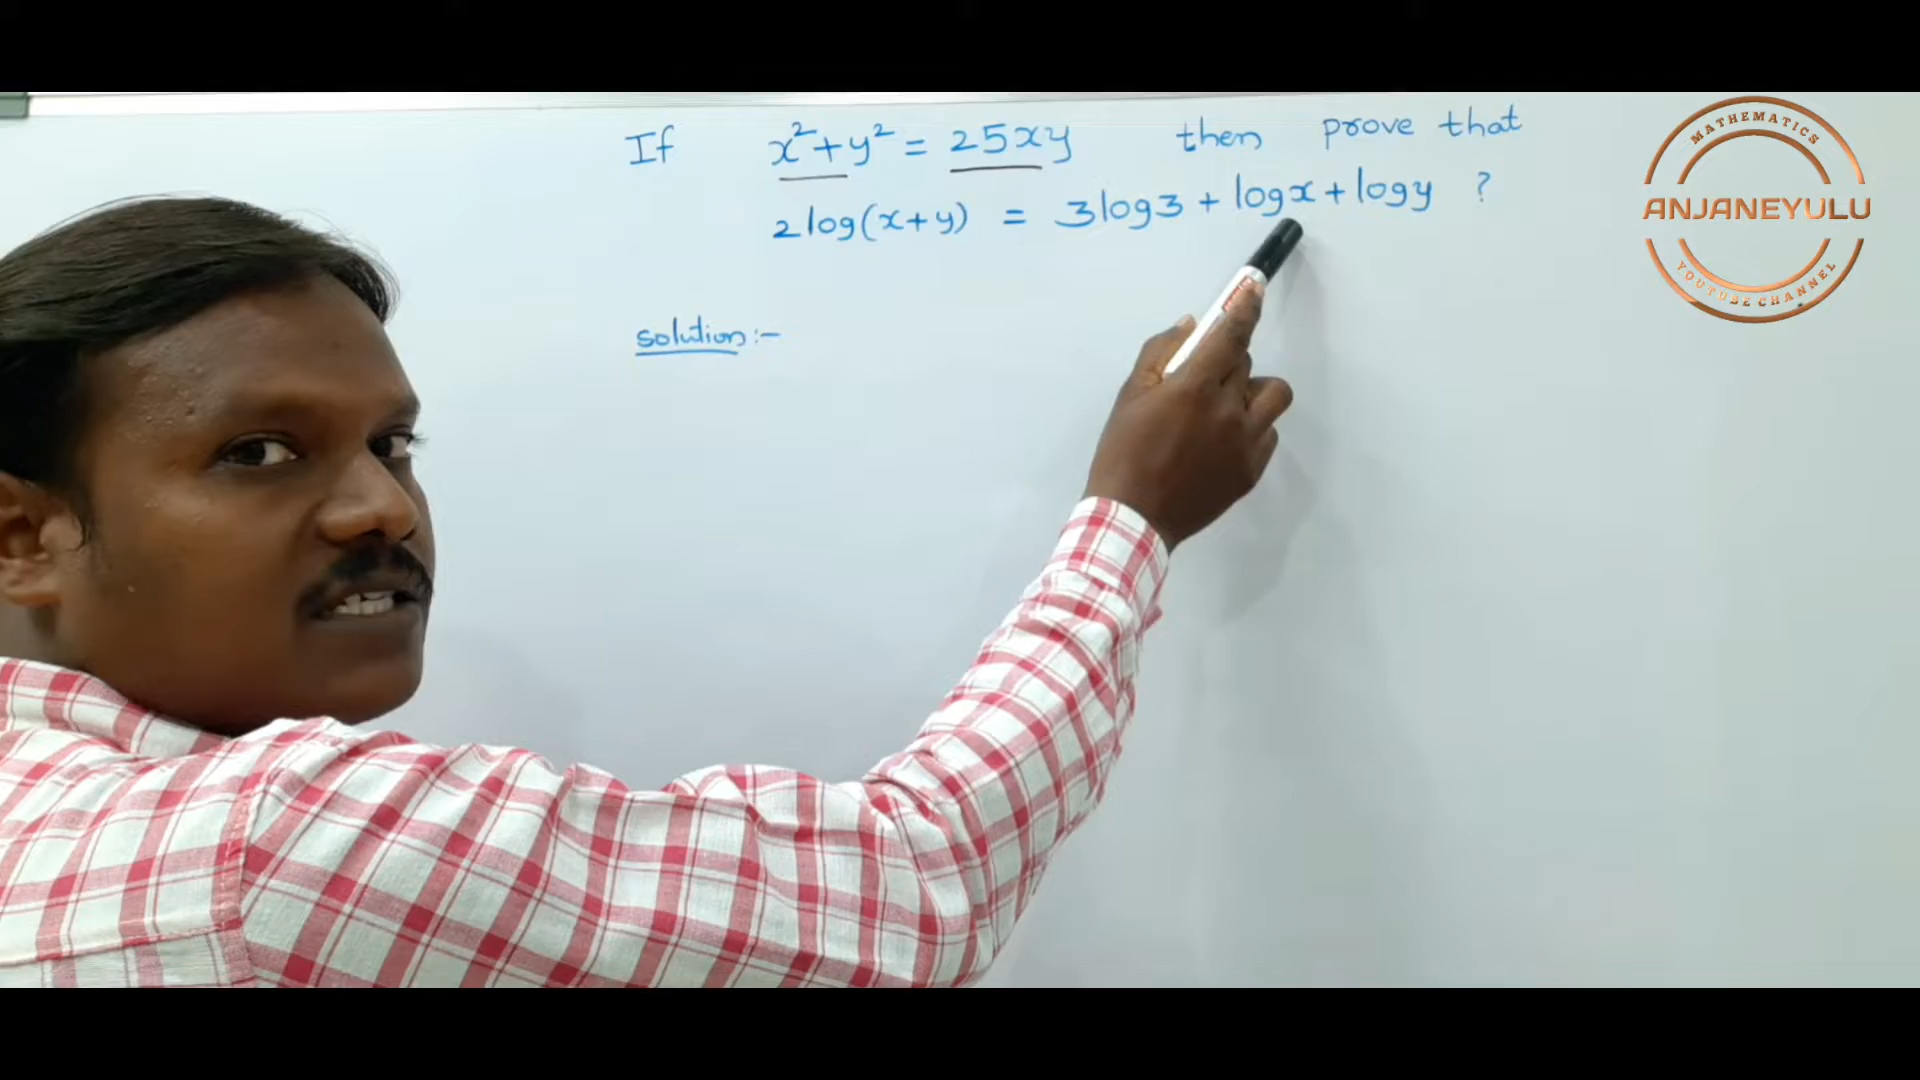 If x²+y² = 25xy then prove that
2log(x+y) = 3log3 + logx + logy ?
solution:-
MATHEMATICS
ANJANEYULU
YOUTUBE CHANNEL